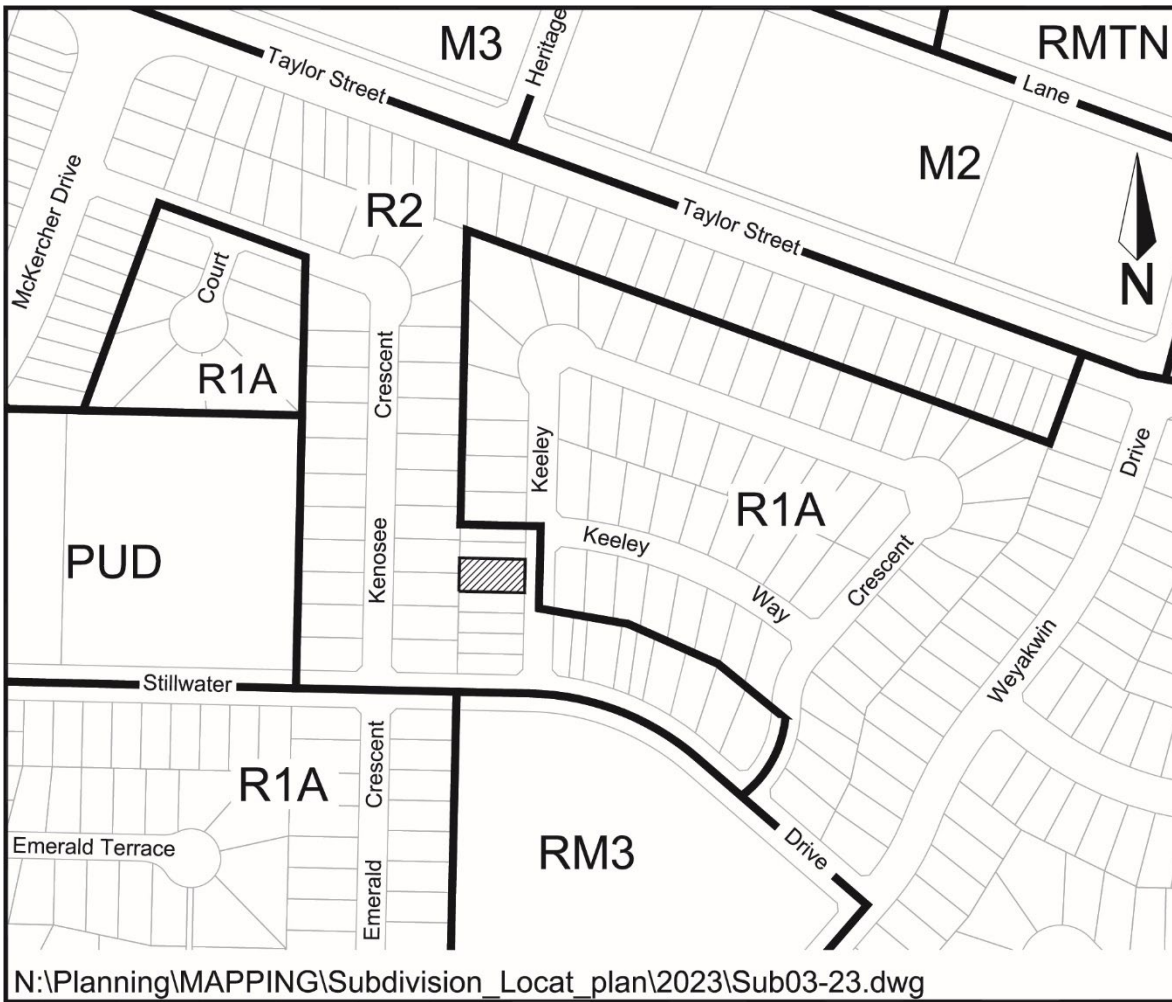 M3
Heritage
RMTN
Taylor Street
Lane
M2
McKercher Drive
R2
Taylor Street
N
Court
R1A
Crescent
Keeley
Drive
R1A
PUD
Kenosee
Keeley
Way
Crescent
Weyakwin
Stillwater
R1A
Crescent
Emerald Terrace
Emerald
RM3
Drive
N:\Planning\MAPPING\Subdivision_Locat_plan\2023\Sub03-23.dwg